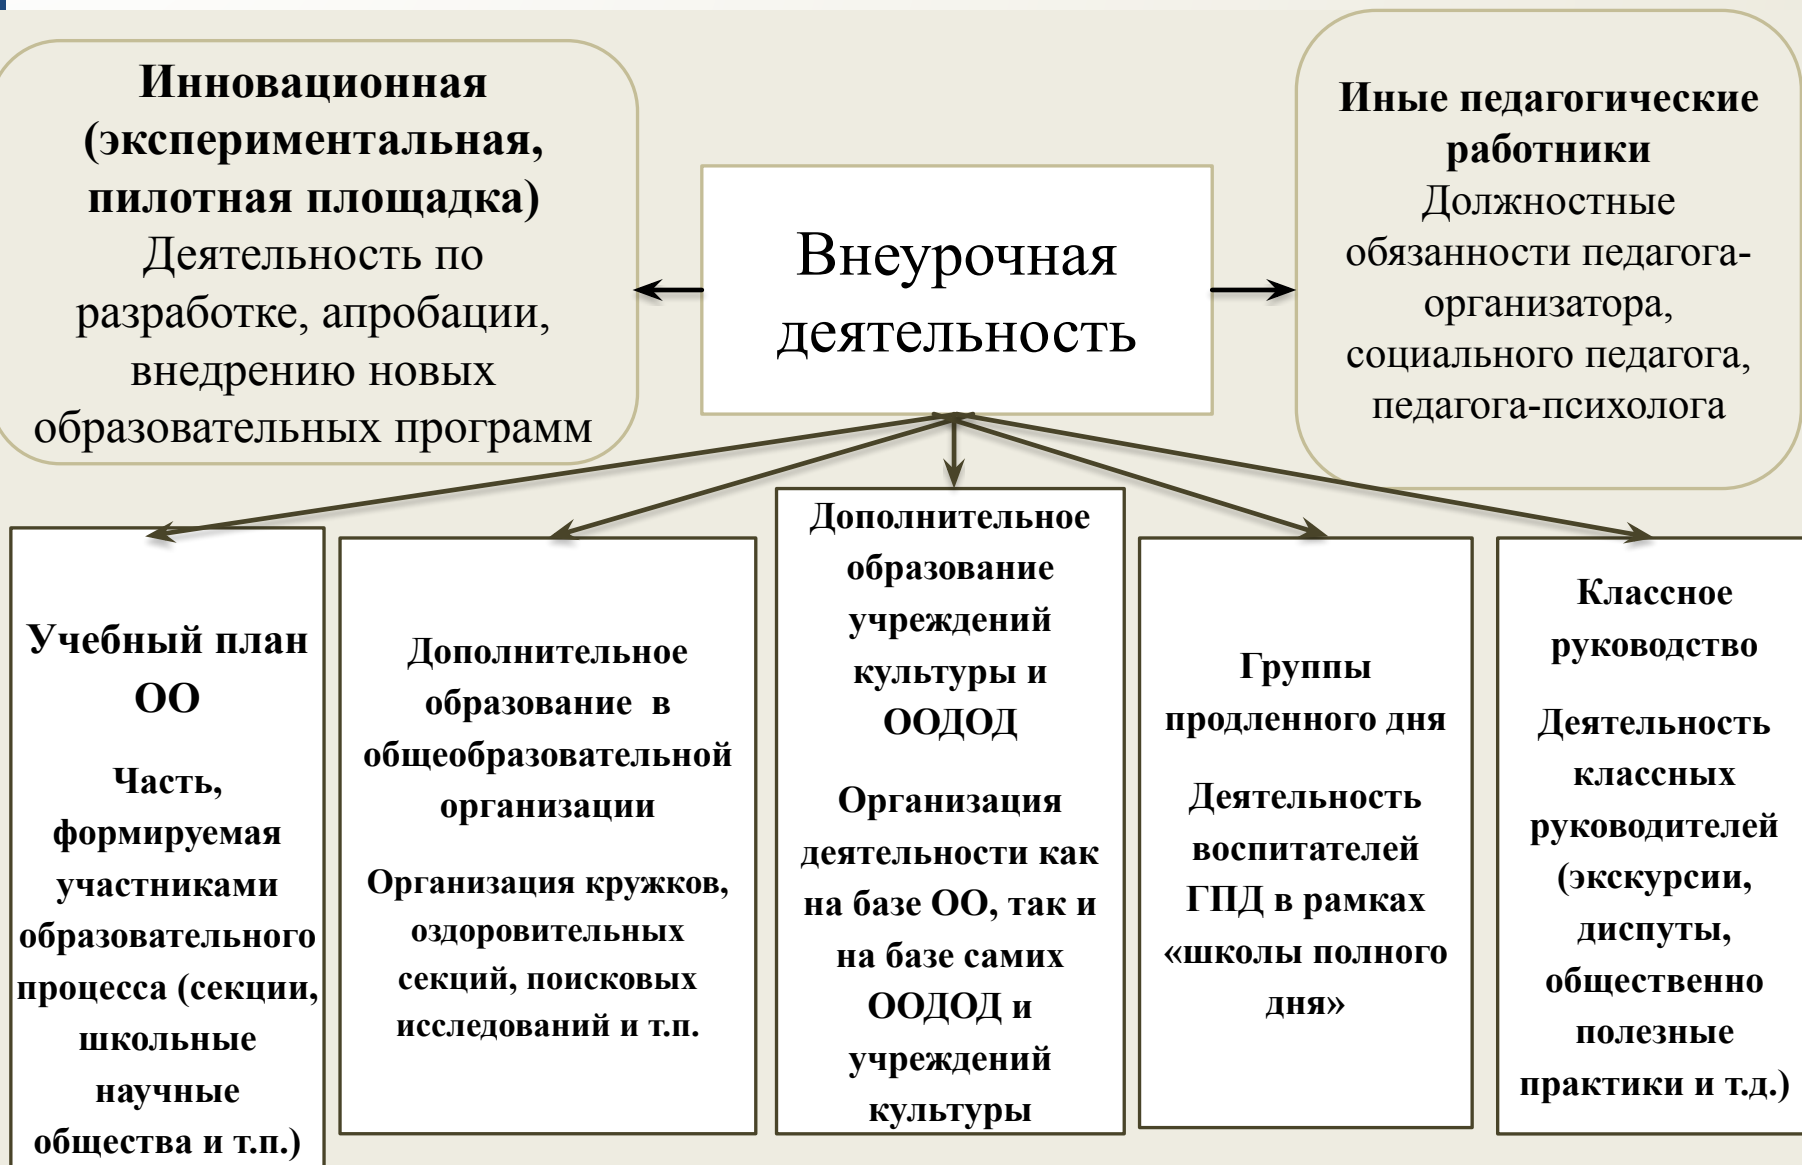 Инновационная
(экспериментальная,
пилотная площадка)
Деятельность по
разработке, апробации,
внедрению новых
образовательных программ
Внеурочная
деятельность
Иные педагогические
работники
Должностные
обязанности педагога-
организатора,
социального педагога,
педагога-психолога
Учебный план
ОО
Часть,
формируемая
участниками
образовательного
процесса (секции,
школьные
научные
общества и т.п.)
Дополнительное
образование в
общеобразовательной
организации
Организация кружков,
оздоровительных
секций, поисковых
исследований и т.п.
Дополнительное
образование
учреждений
культуры и
ООДОД
Организация
деятельности как
на базе ОО, так и
на базе самих
ООДОД и
учреждений
культуры
Группы
продленного дня
Деятельность
воспитателей
ГПД в рамках
«школы полного
дня»
Классное
руководство
Деятельность
классных
руководителей
(экскурсии,
диспуты,
общественно
полезные
практики и т.д.)